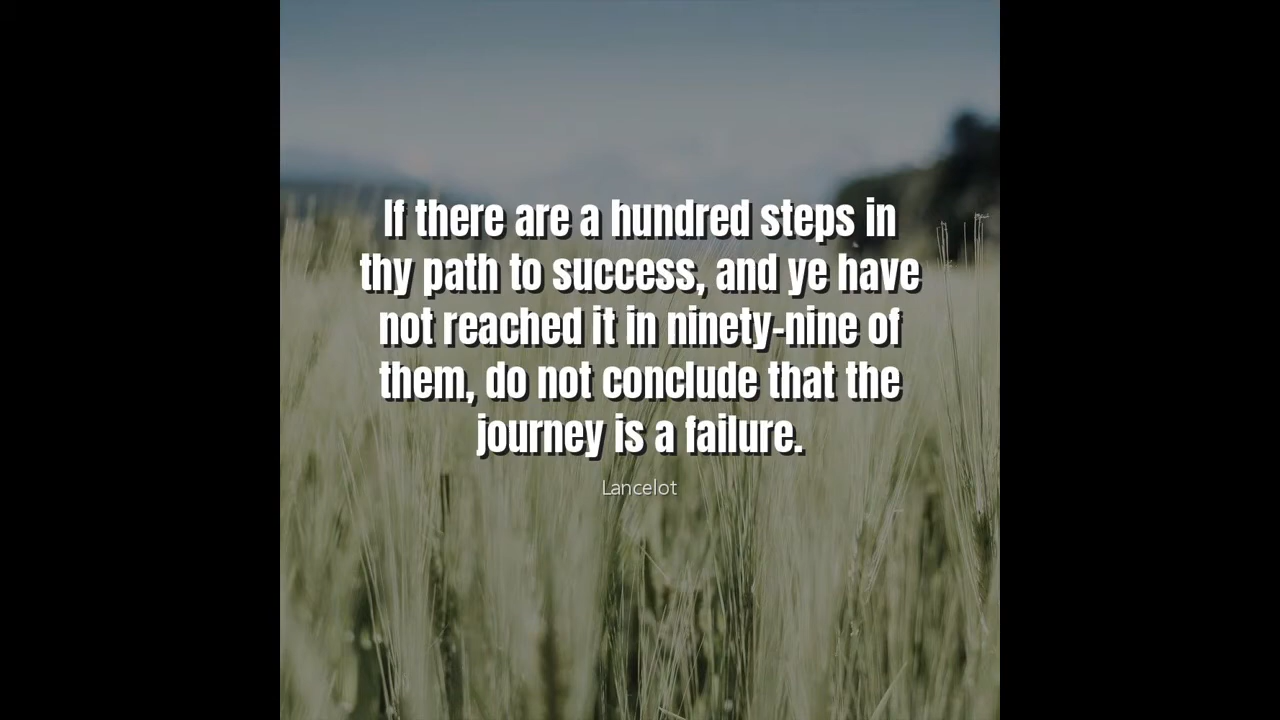 If there are a hundred steps in
thy path to success, and ye have
not reached it in ninety-nine of
them, do not conclude that the
journey is a failure.
Lancelot